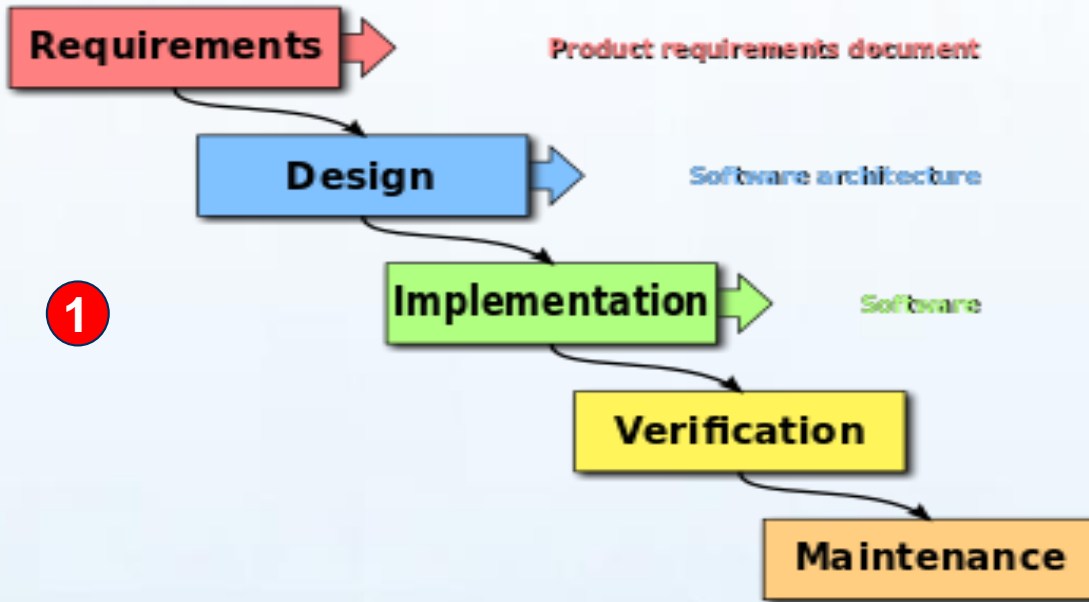 Requirements
Product requirements document
Design
Software architecture
1
Implementation
Software
Verification
Maintenance